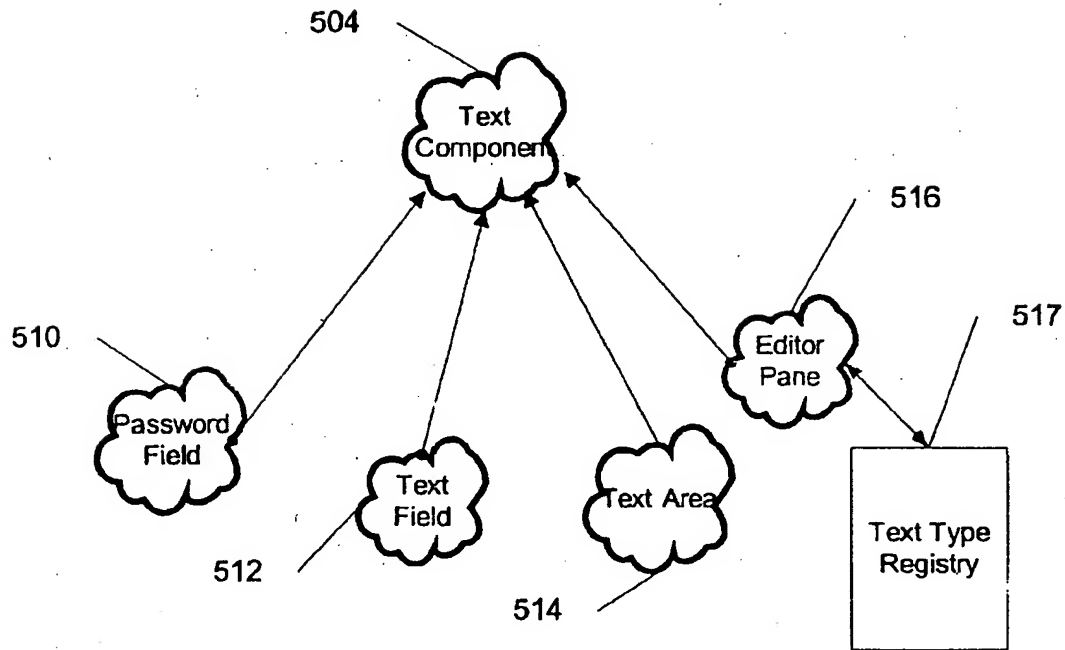 504
Text
Component
516
517
510
Editor
Pane
Password
Field
Text
Field
Text Area
Text Type
Registry
512
514